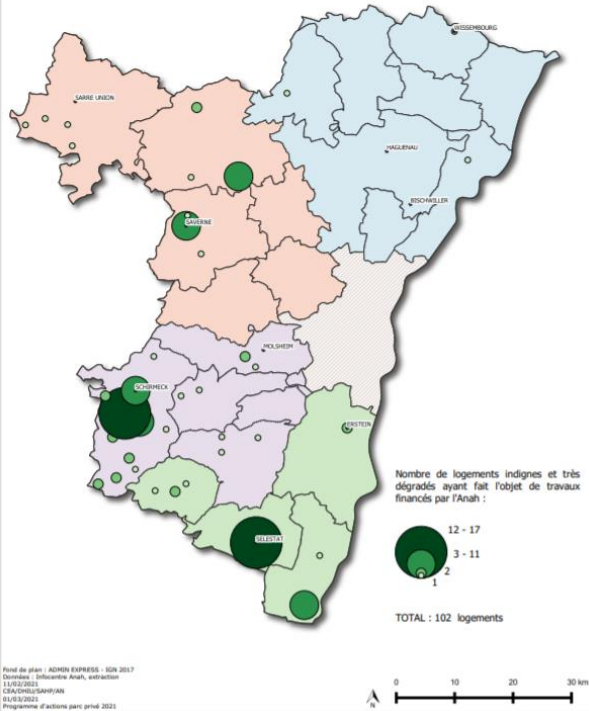 WISSEMBOURG
SARRE UNION
HAGUENAU
BISCHWILLER
SAVERNE
MOLSHEIM
SCHIRMECK
ERSTEIN
SELESTAT
Nombre de logements indignes et très
dégradés ayant fait l'objet de travaux
financés par l'Anah :
12 - 17
3 - 11
2
1
TOTAL : 102 logements
Fond de plan : ADMIN EXPRESS - IGN 2017
Données : Infocentre Anah, extraction
11/02/2021
CEA/DHIU/SAHP/AN
01/03/2021
Programme d'actions parc privé 2021
N
0 10 20 30 km